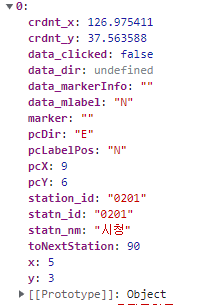 ▼ 0:
crdnt_x: 126.975411
crdnt_y: 37.563588
data_clicked: false
data_dir: undefined
data_markerInfo: ""
data_mlabel: "N"
marker: ""
pcDir: "E"
pcLabelPos: "N"
pcX: 9
pcY: 6
station_id: "0201"
statn_id: "0201"
statn_nm: "시청"
toNextStation: 90
x: 5
y: 3
▶ [[Prototype]]: Object